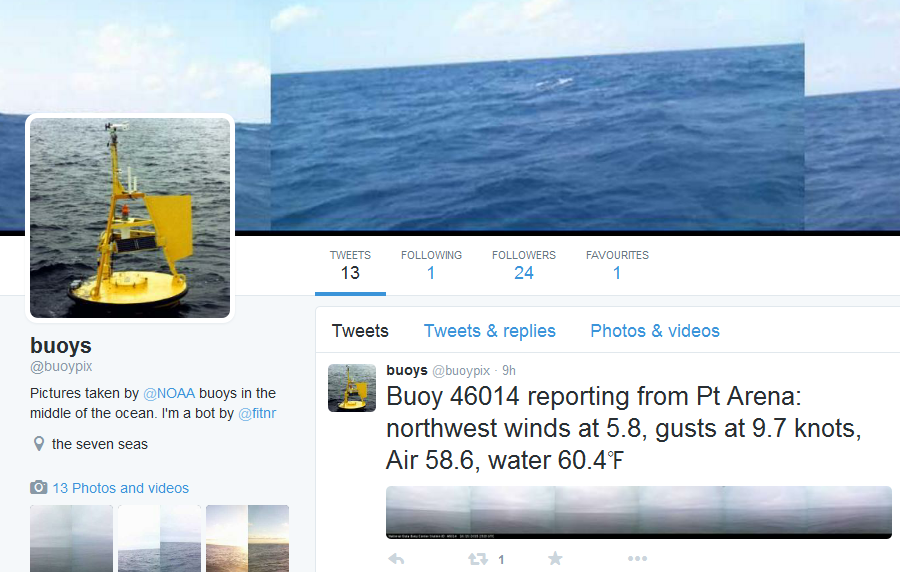 TWEETS FOLLOWING FOLLOWERS FAVOURITES
13 1 24 1
buoys
@buoypix
Pictures taken by @NOAA buoys in the
middle of the ocean. I'm a bot by @fitnr
the seven seas
13 Photos and videos
Tweets Tweets & replies Photos & videos
buoys @buoypix · 9h
Buoy 46014 reporting from Pt Arena:
northwest winds at 5.8, gusts at 9.7 knots,
Air 58.6, water 60.4℉
1